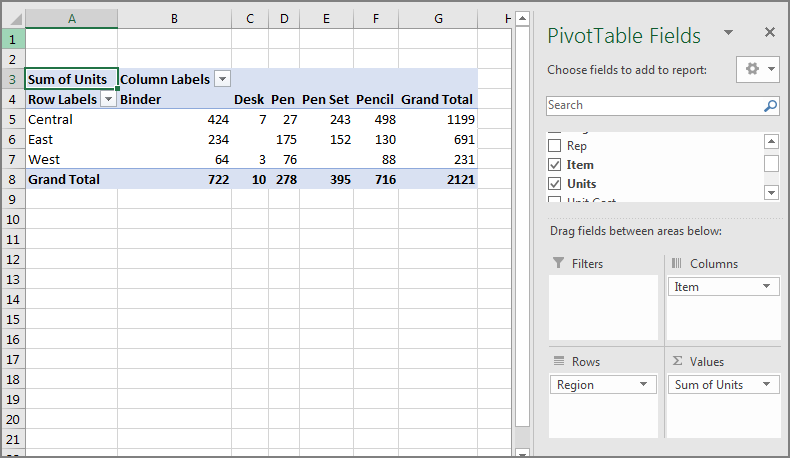 A B C D E F G H
PivotTable Fields
Choose fields to add to report:
Search
Rep
Item
Units
Unit Cost
Drag fields between areas below:
Filters Columns
Item
Rows Σ Values
Region Sum of Units
1
2
3 Sum of Units Column Labels
4 Row Labels Binder Desk Pen Pen Set Pencil Grand Total
5 Central 424 7 27 243 498 1199
6 East 234 175 152 130 691
7 West 64 3 76 88 231
8 Grand Total 722 10 278 395 716 2121
9
10
11
12
13
14
15
16
17
18
19
20
21